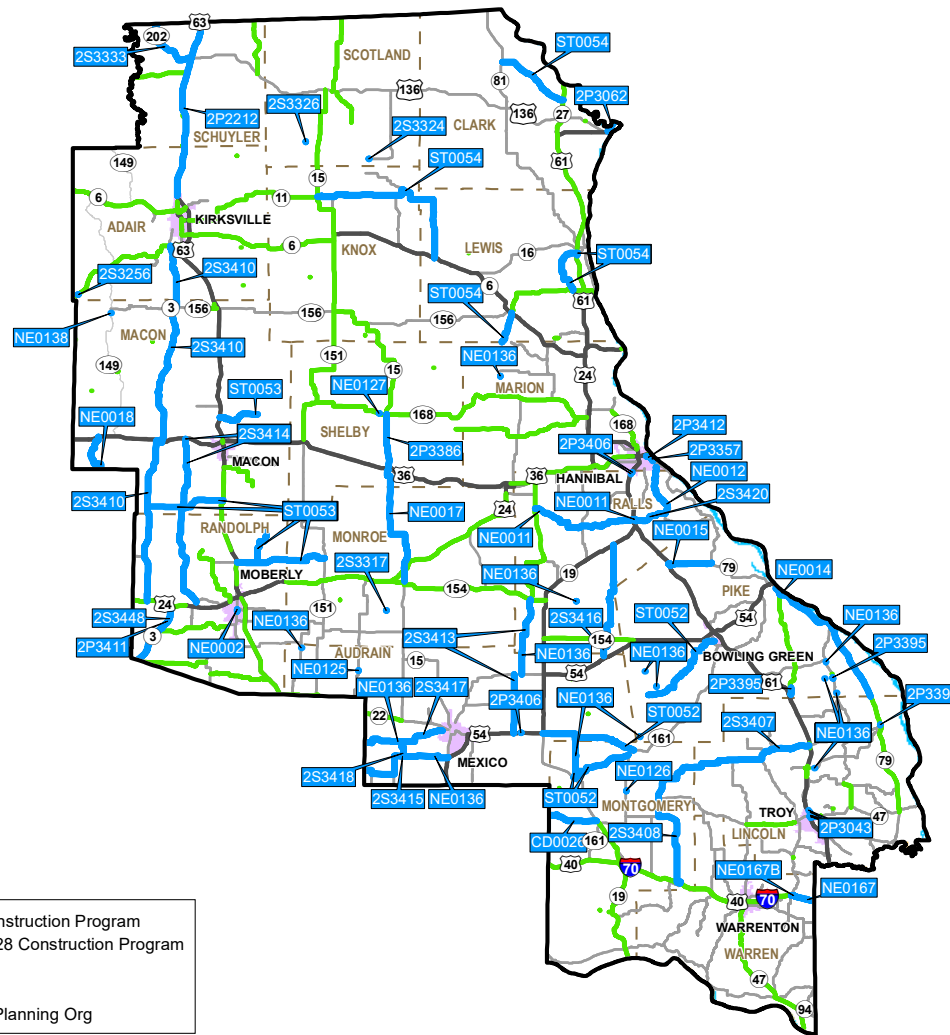 63
202
2S3333
SCOTLAND
ST0054
81
136
2S3326
2P3062
2P2212
136
27
2S3324
CLARK
SCHUYLER
149
ST0054
61
15
6
11
ADAIR
KIRKSVILLE
KNOX
LEWIS
63
6
16
ST0054
2S3410
2S3256
6
ST0054
61
3
156
156
156
NE0138
MACON
2S3410
NE0136
149
151
15
24
MARION
NE0127
ST0053
168
168
NE0018
SHELBY
2P3412
2S3414
2P3406
2P3357
MACON
2P3386
36
36
HANNIBAL
NE0012
2S3410
NE0011
RALLS
2S3420
ST0053
24
NE0017
RANDOLPH
MONROE
NE0011
NE0015
79
2S3317
19
NE0014
MOBERLY
NE0136
PIKE
154
24
151
2S3416
ST0052
54
NE0136
2S3448
NE0136
2S3413
154
2P3395
2P3411
3
NE0002
AUDRAIN
NE0136
NE0136
BOWLING GREEN
NE0125
15
54
61
2P3395
2P339
NE0136
2S3417
2P3406
NE0136
22
ST0052
2S3407
NE0136
54
161
79
2S3418
MEXICO
NE0126
2S3415
NE0136
ST0052
MONTGOMERY
TROY
47
CD0026
161
2S3408
LINCOLN
2P3043
40
70
NE0167B
19
40
70
NE0167
WARRENTON
WARREN
47
94
nstruction Program
28 Construction Program
Planning Org